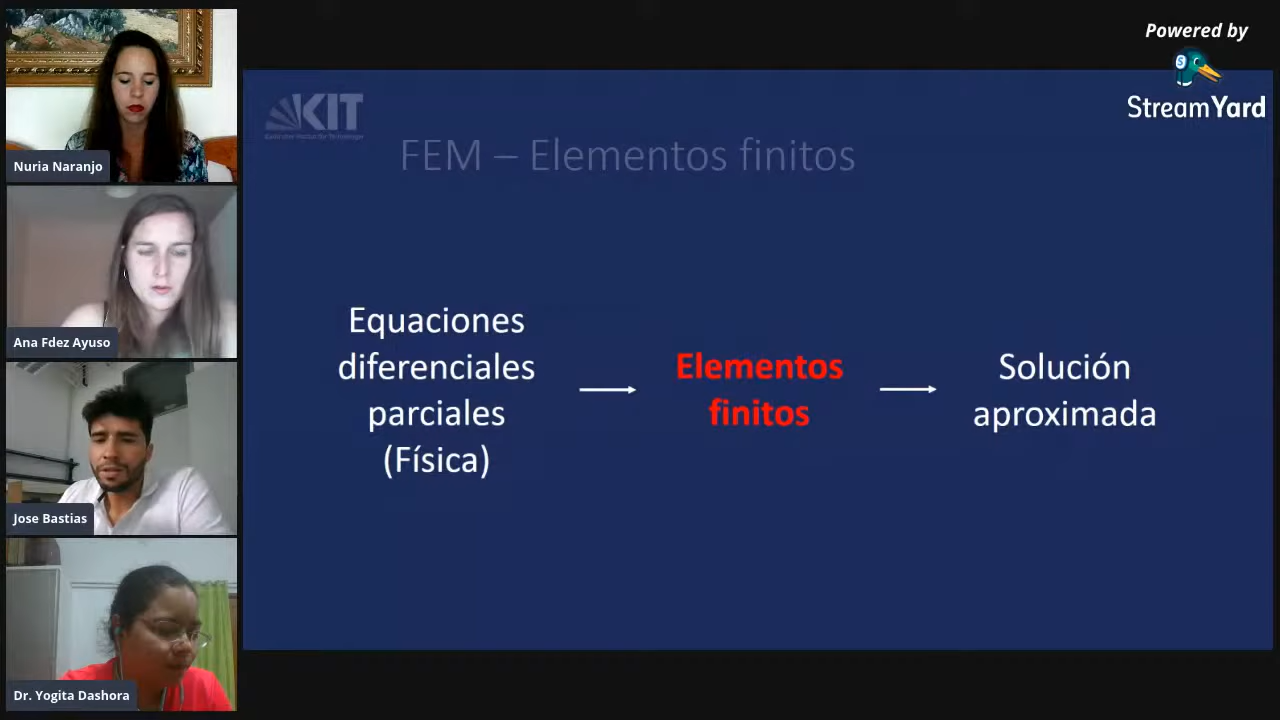 Powered by
StreamYard
KIT
FEM – Elementos finitos
Equaciones
diferenciales
parciales
(Física)
Elementos
finitos
Solución
aproximada
Nuria Naranjo
Ana Fdez Ayuso
Jose Bastias
Dr. Yogita Dashora